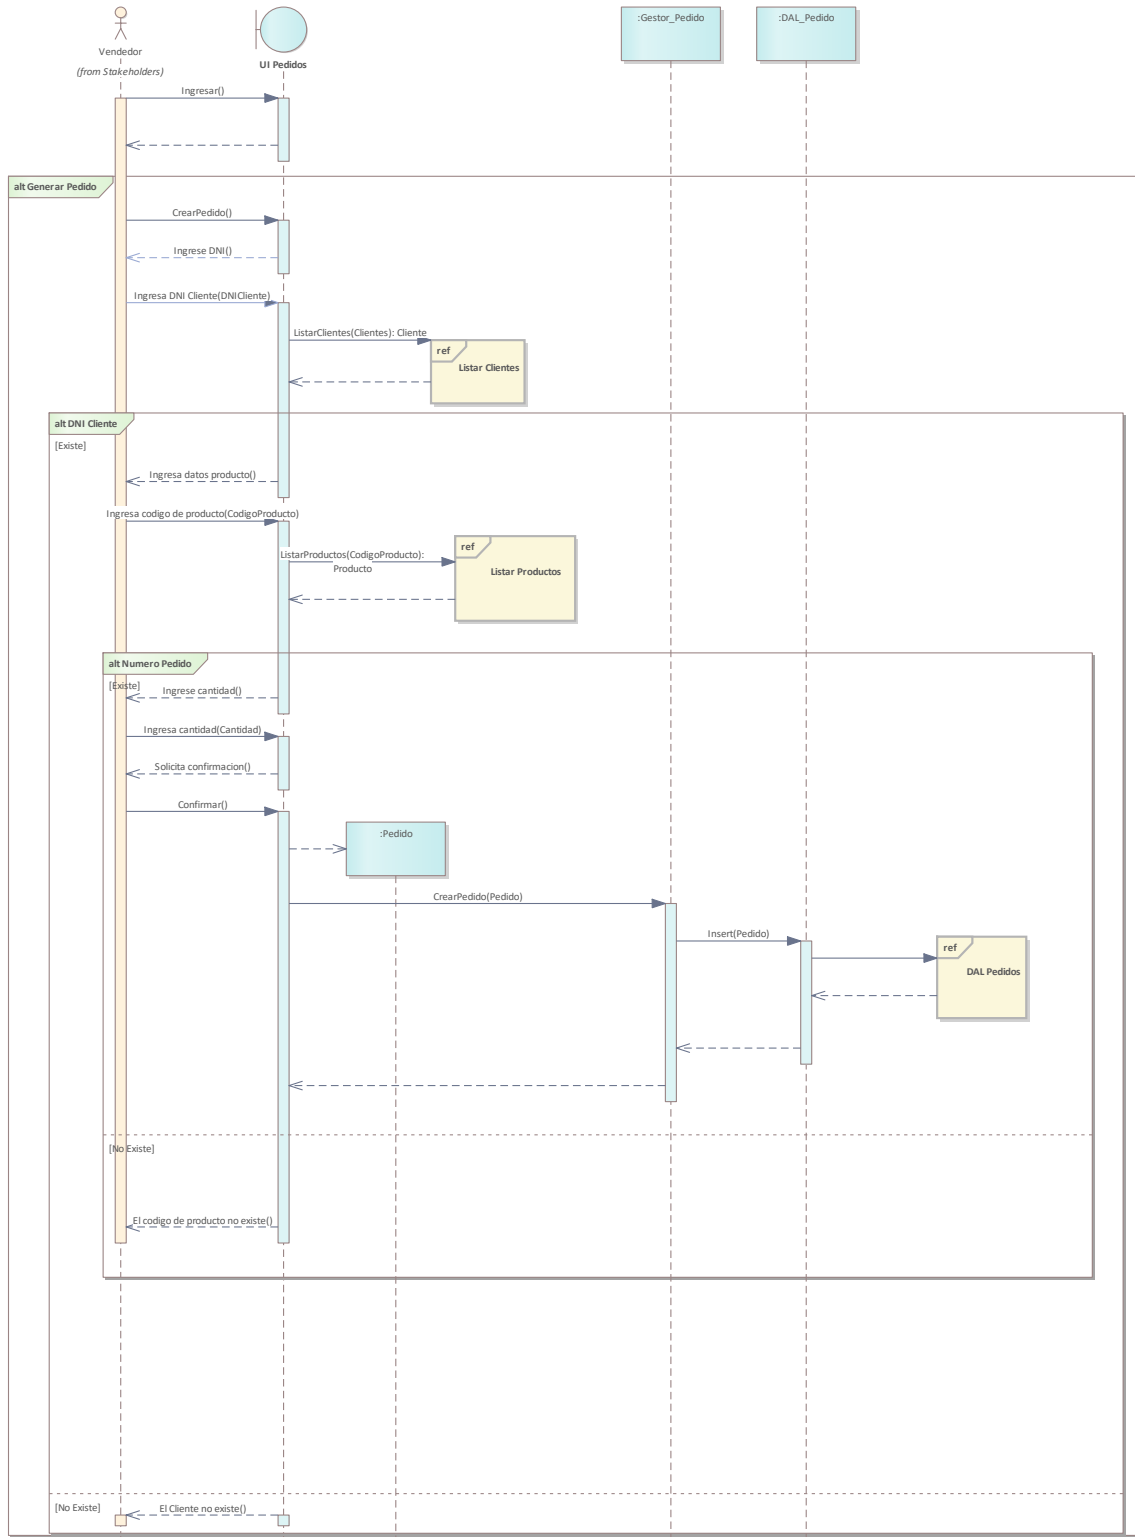 :Gestor_Pedido
:DAL_Pedido
Vendedor
(from Stakeholders)
UI Pedidos
Ingresar()
alt Generar Pedido
CrearPedido()
Ingrese DNI()
Ingresa DNI Cliente(DNICliente)
ListarClientes(Clientes): Cliente
ref
Listar Clientes
alt DNI Cliente
[Existe]
Ingresa datos producto()
Ingresa codigo de producto(CodigoProducto)
ListarProductos(CodigoProducto):
Producto
ref
Listar Productos
alt Numero Pedido
[Existe]
Ingrese cantidad()
Ingresa cantidad(Cantidad)
Solicita confirmacion()
Confirmar()
:Pedido
CrearPedido(Pedido)
Insert(Pedido)
ref
DAL Pedidos
[No Existe]
El codigo de producto no existe()
[No Existe]
El Cliente no existe()